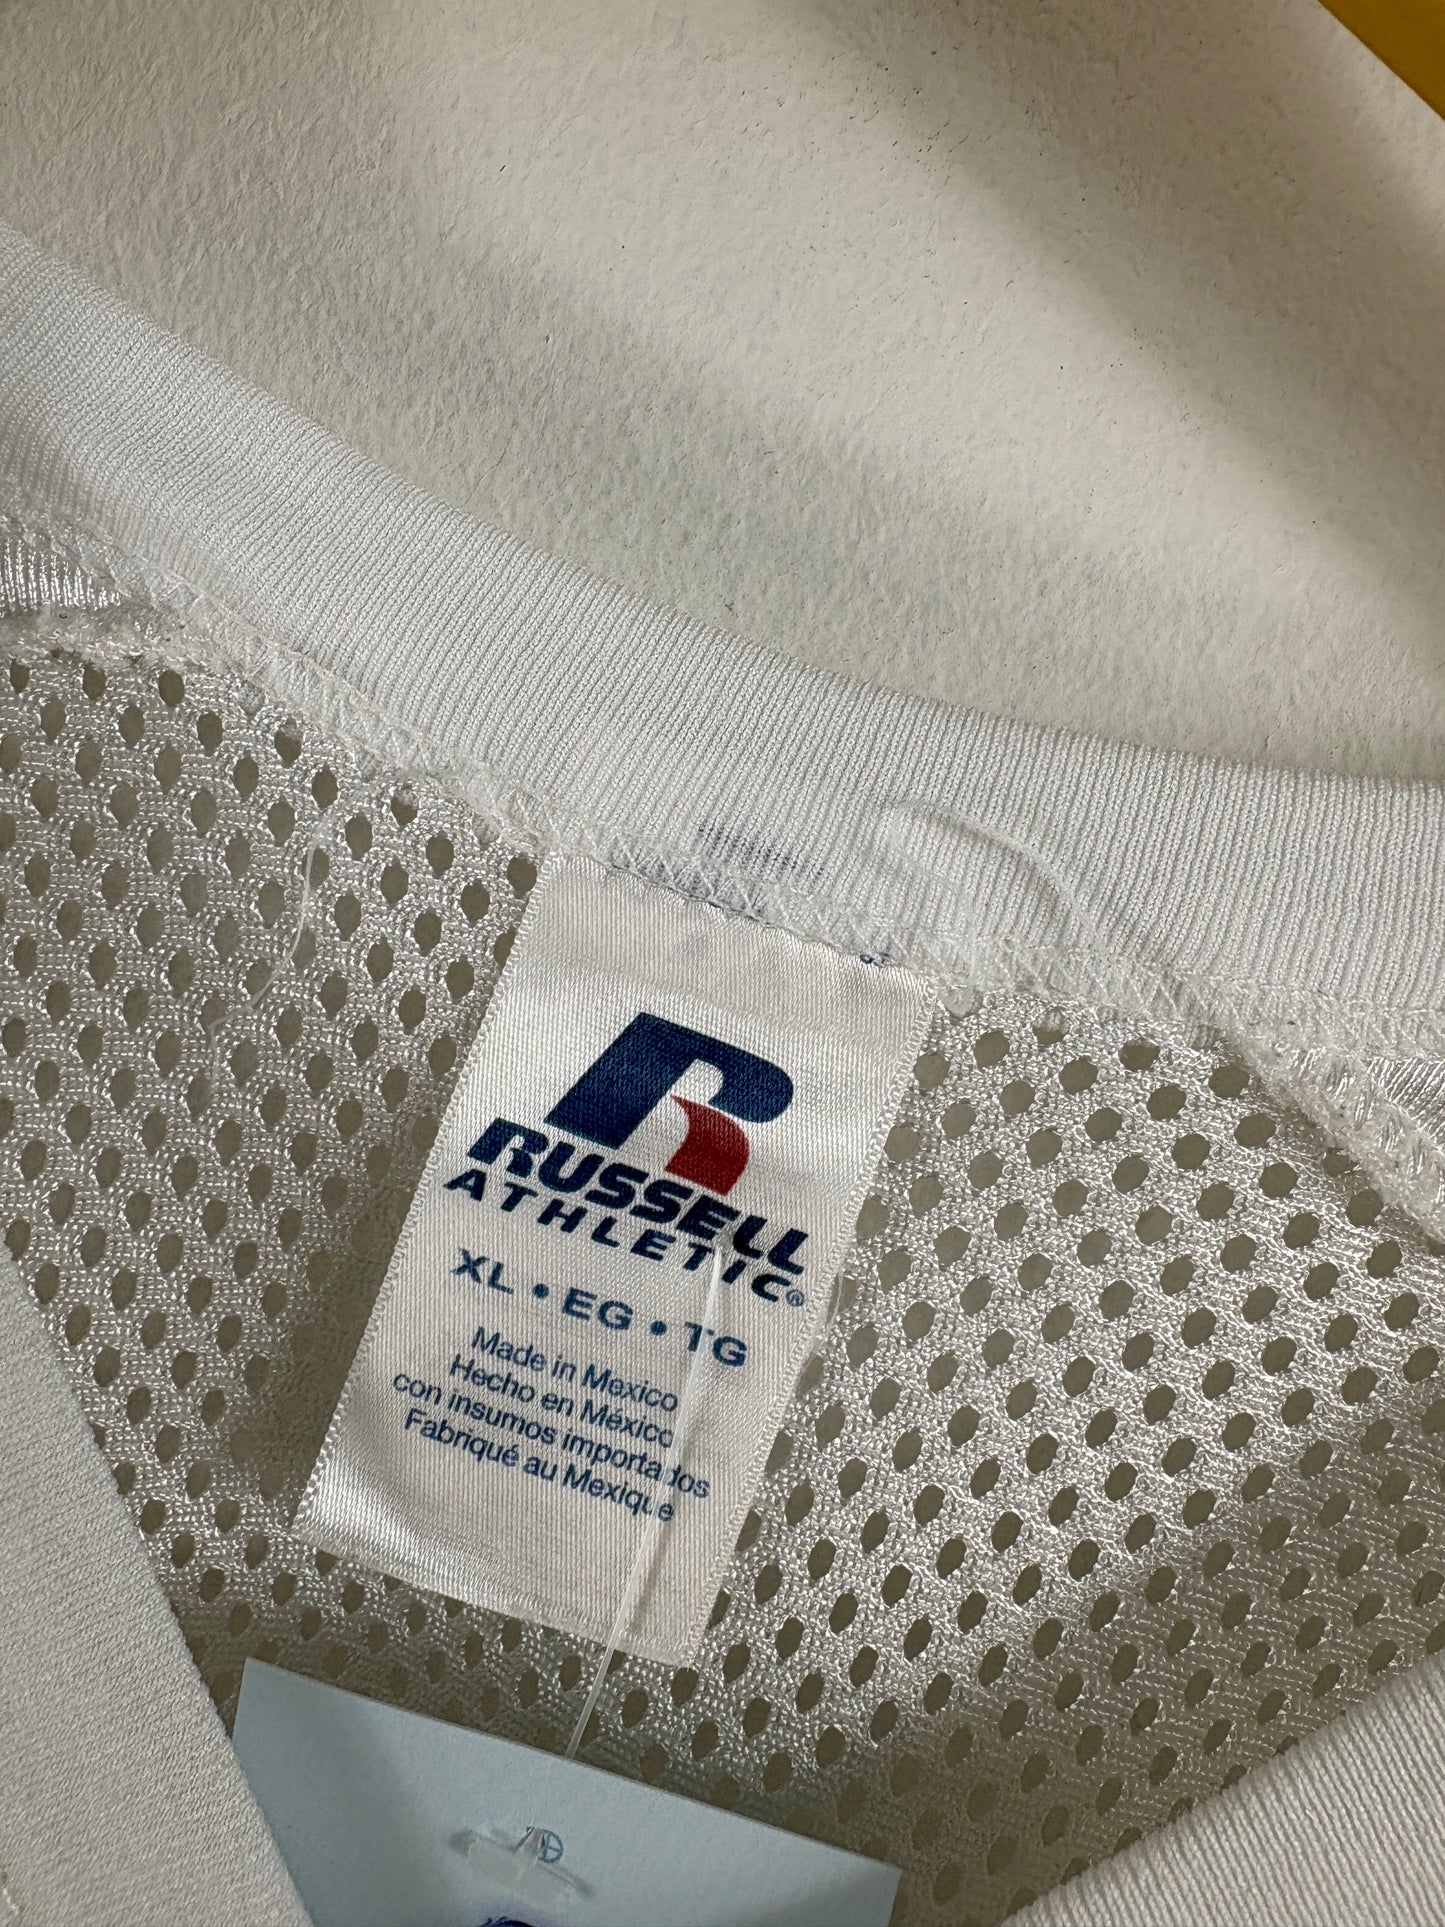 RUSSELL
ATHLETIC®
XL • EG • TG
Made in Mexico
Hecho en México
con insumos importados
Fabriqué au Mexique